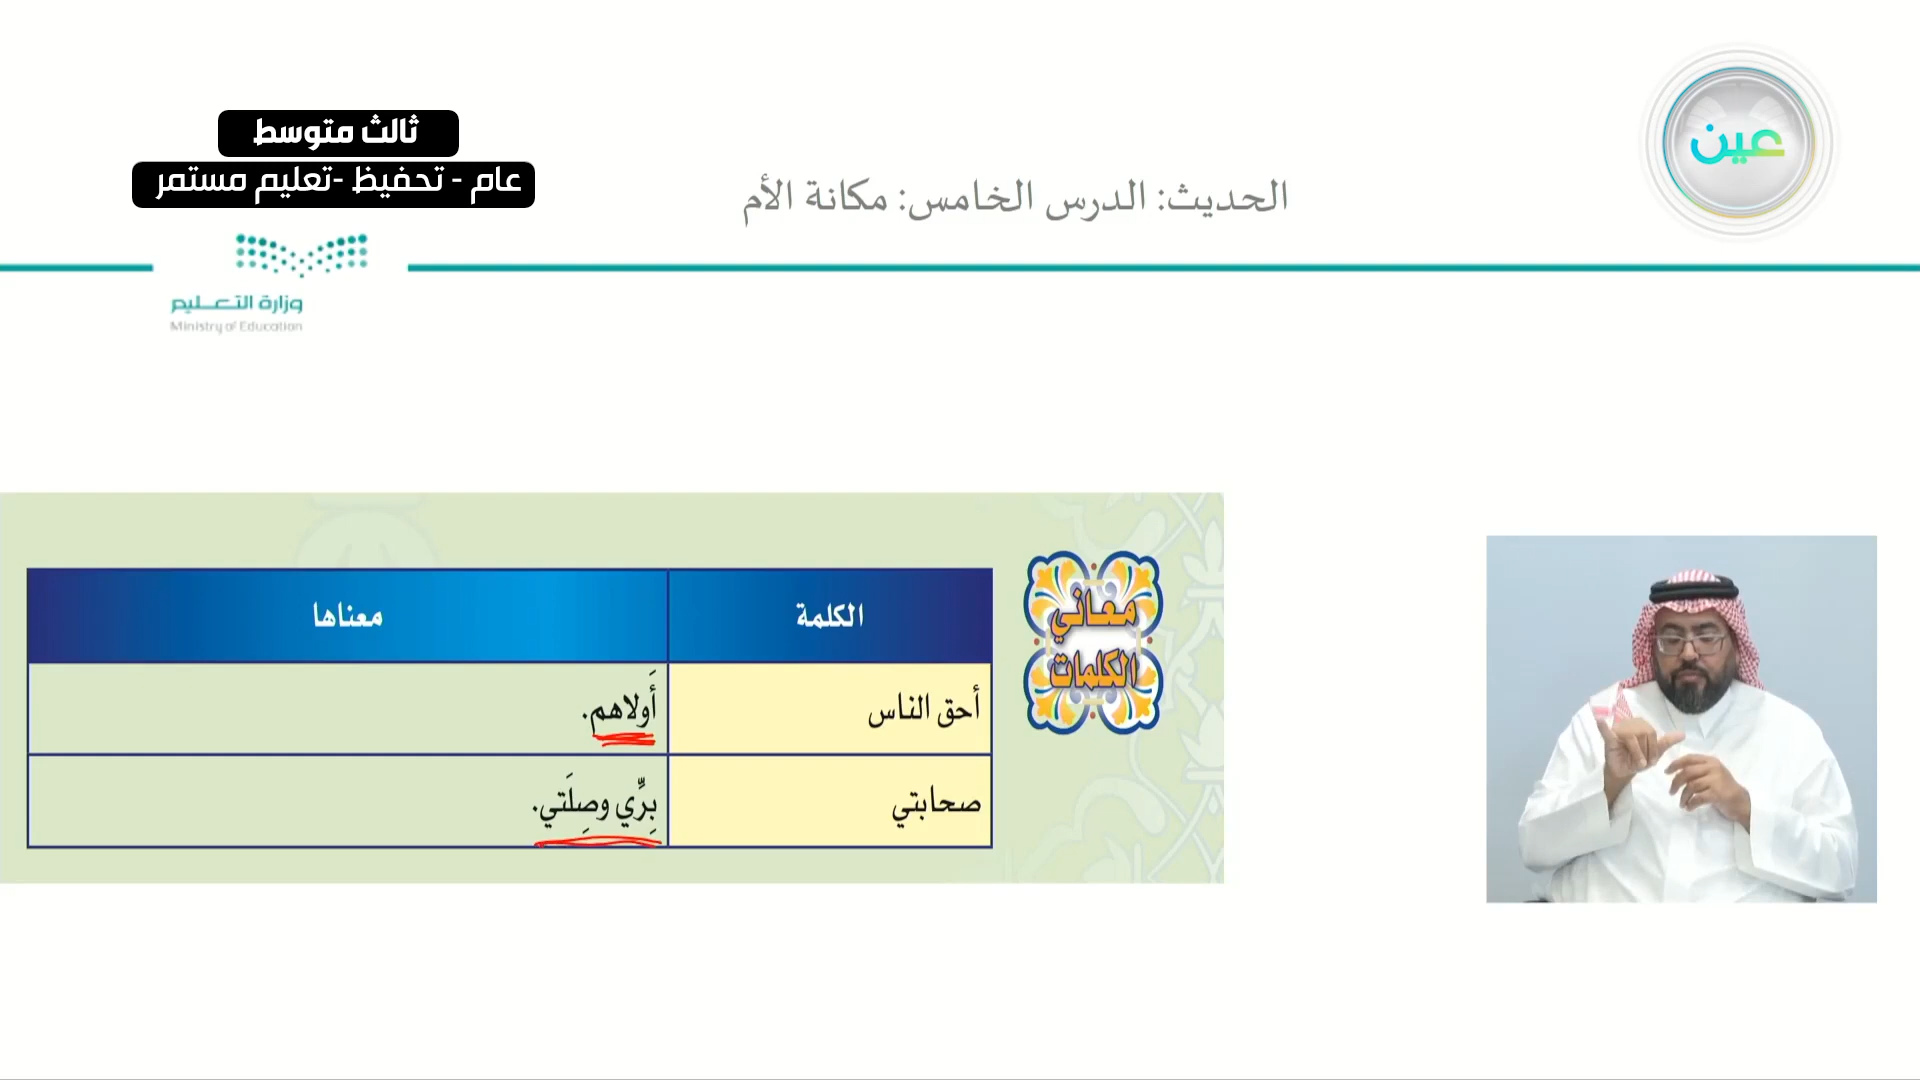 عين
ثالث متوسط
عام - تحفيظ -تعليم مستمر
الحديث: الدرس الخامس: مكانة الأم
وزارة التعـــليم
Ministry of Education
معاني
الكلمات
الكلمة معناها
أحق الناس أَولاهم.
صحابتي بِرِّي وصِلَتي.